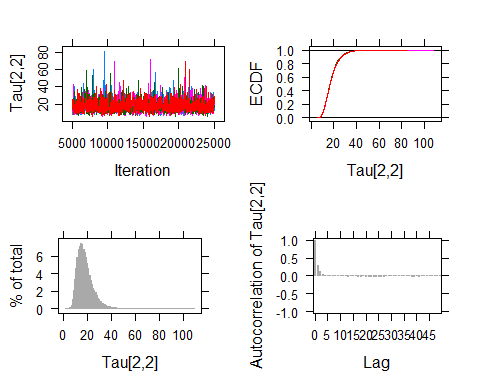 Tau[2,2]
80
60
40
20
5000 10000 15000 20000 25000
Iteration
ECDF
1.0
0.8
0.6
0.4
0.2
0.0
20 40 60 80 100
Tau[2,2]
% of total
6
4
2
0
0 20 40 60 80 100
Tau[2,2]
Autocorrelation of Tau[2,2]
1.0
0.5
0.0
-0.5
-1.0
0 5 10 15 20 25 30 35 40 45
Lag